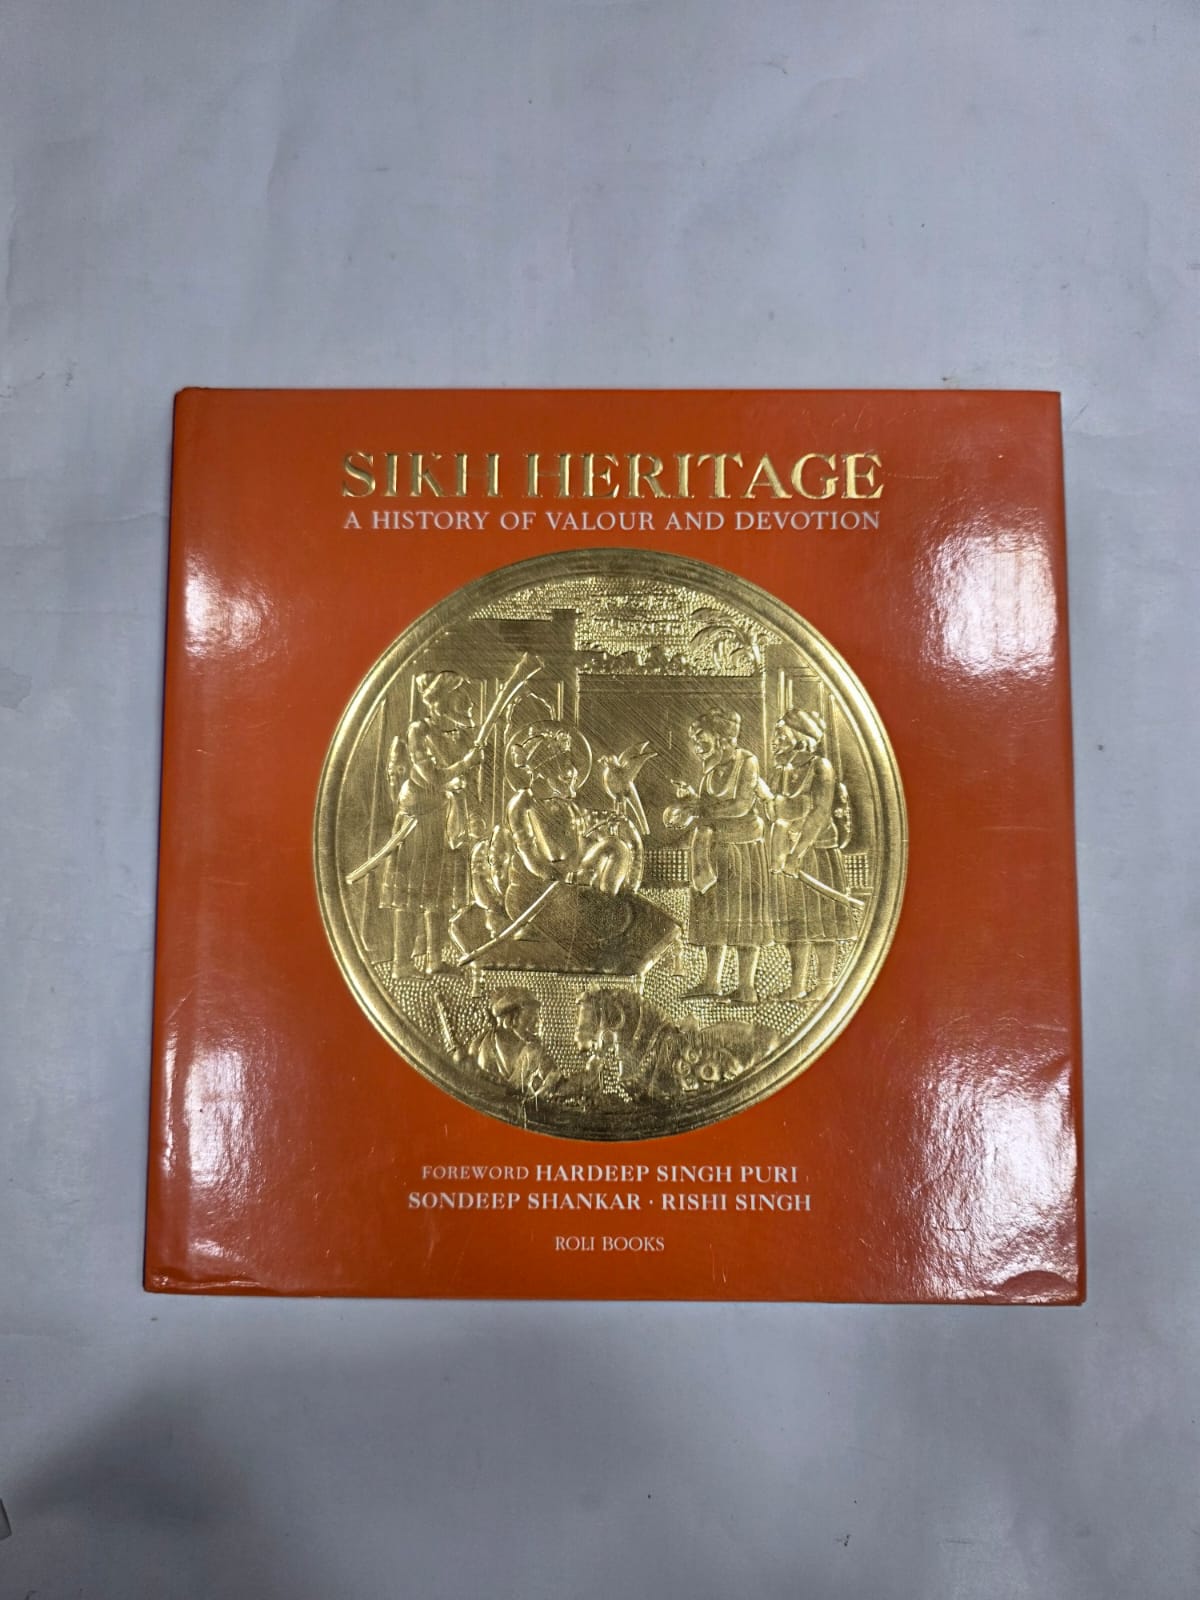 SIKH HERITAGE
A HISTORY OF VALOUR AND DEVOTION
FOREWORD HARDEEP SINGH PURI
SONDEEP SHANKAR · RISHI SINGH
ROLI BOOKS